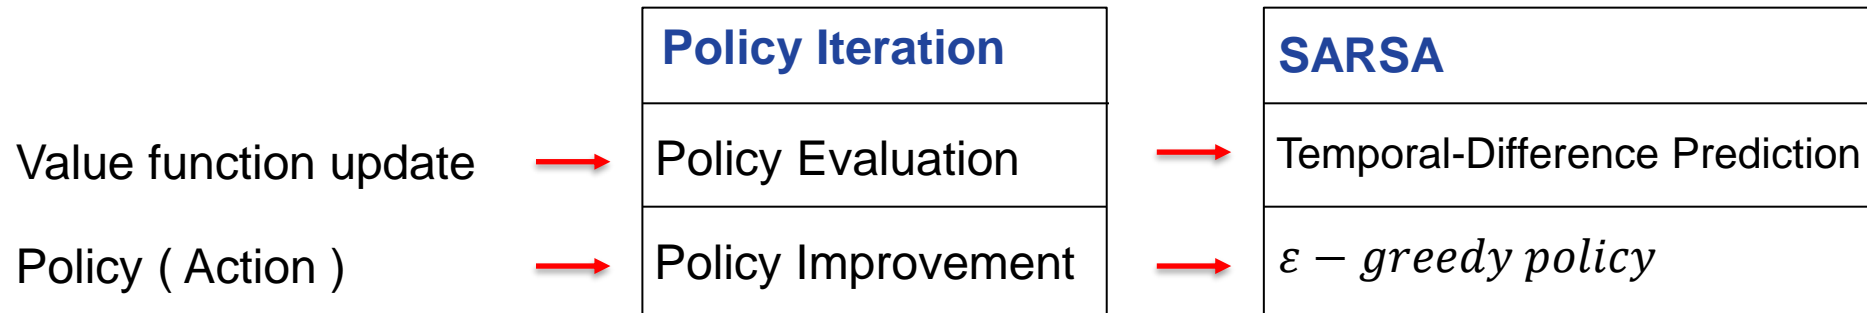 Policy Iteration
SARSA
Value function update
Policy Evaluation
Temporal-Difference Prediction
Policy ( Action )
Policy Improvement
ε − greedy policy